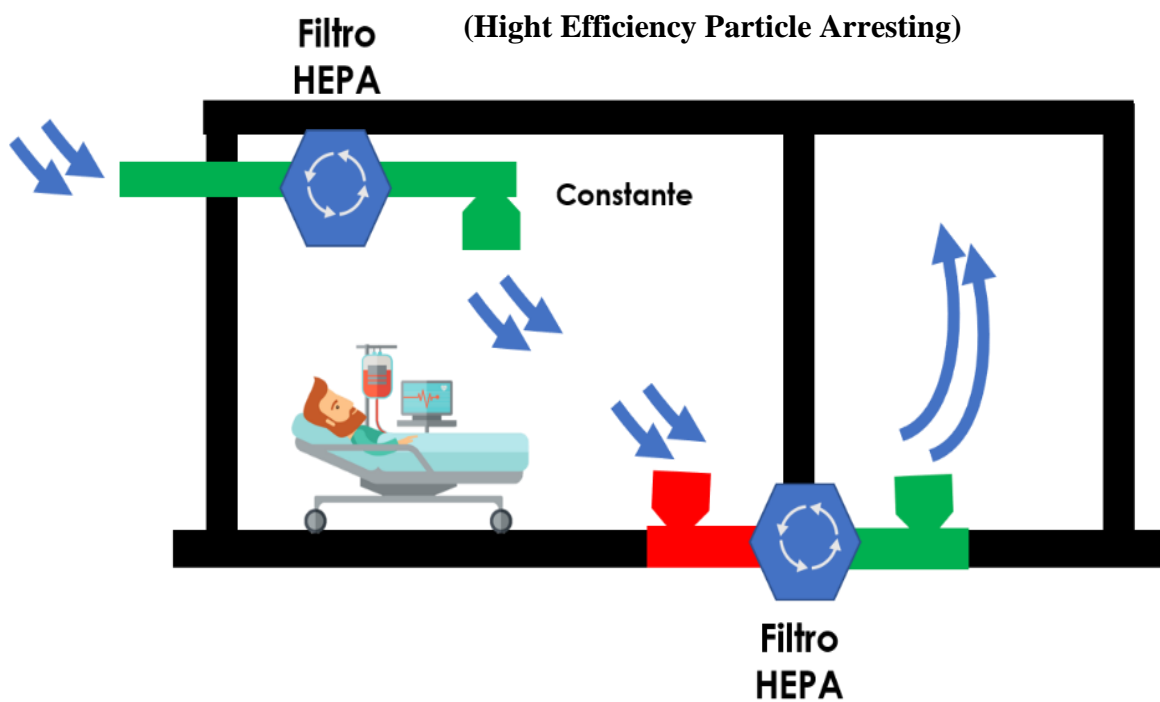 Filtro
HEPA
(Hight Efficiency Particle Arresting)
Constante
Filtro
HEPA